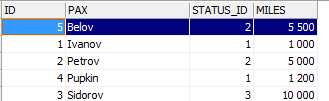 ID PAX STATUS_ID MILES
5 Belov 2 5 500
1 Ivanov 1 1 000
2 Petrov 2 5 000
4 Pupkin 1 1 200
3 Sidorov 3 10 000